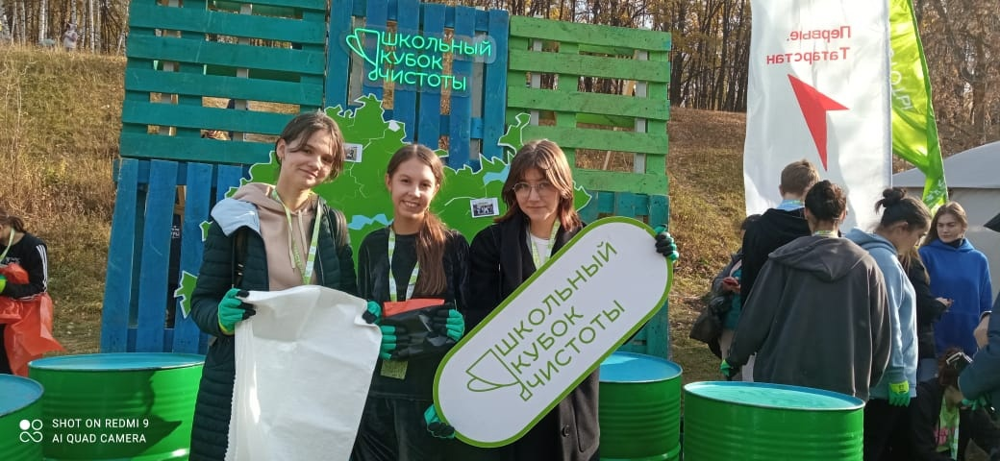 ШКОЛЬНЫЙ
КУБОК
ЧИСТОТЫ
Первые.
Татарстан
ШКОЛЬНЫЙ
КУБОК
ЧИСТОТЫ
SHOT ON REDMI 9
AI QUAD CAMERA